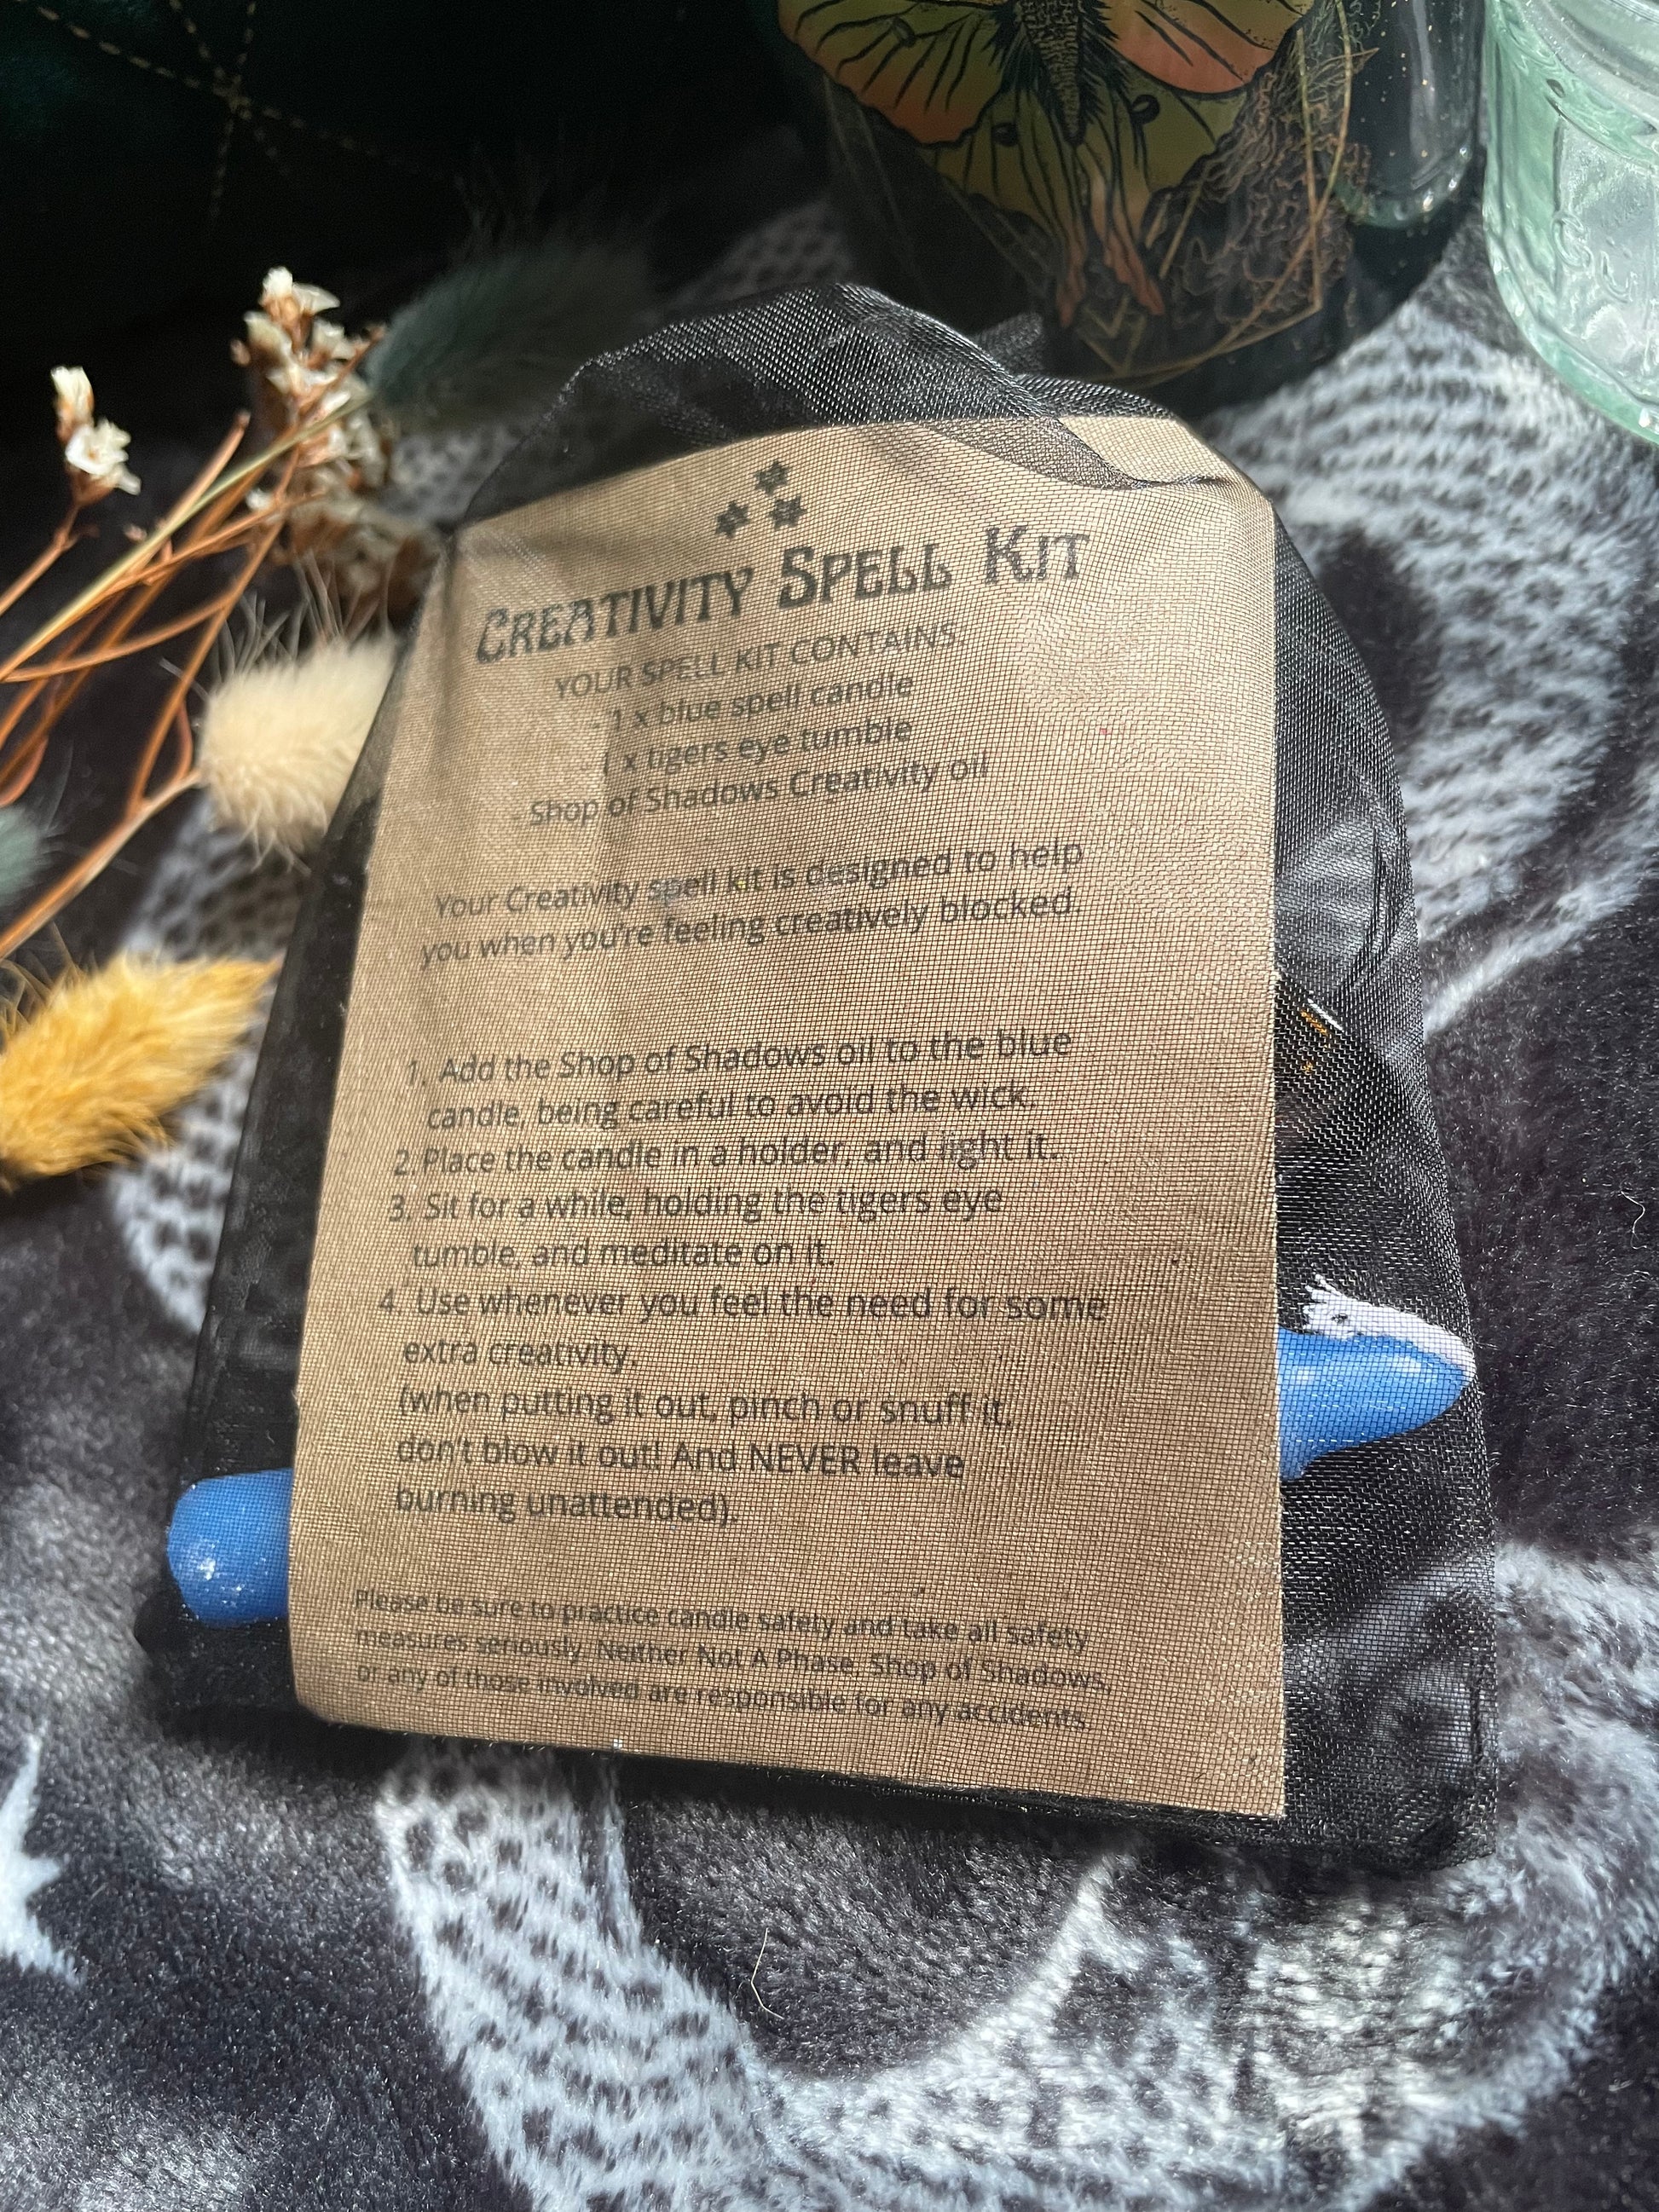 CREATIVITY SPELL KIT
YOUR SPELL KIT CONTAINS.
- 1 x blue spell candle
- 1 x tigers eye tumble
- Shop of Shadows Creativity oil
Your Creativity spell kit is designed to help
you when you're feeling creatively blocked.
1. Add the Shop of Shadows oil to the blue
candle, being careful to avoid the wick.
2. Place the candle in a holder, and light it.
3. Sit for a while, holding the tigers eye
tumble, and meditate on it.
4. Use whenever you feel the need for some
extra creativity.
(when putting it out, pinch or snuff it,
don't blow it out! And NEVER leave
burning unattended).
Please be sure to practice candle safety and take all safety
measures seriously. Neither Not A Phase, Shop of Shadows,
or any of those involved are responsible for any accidents.